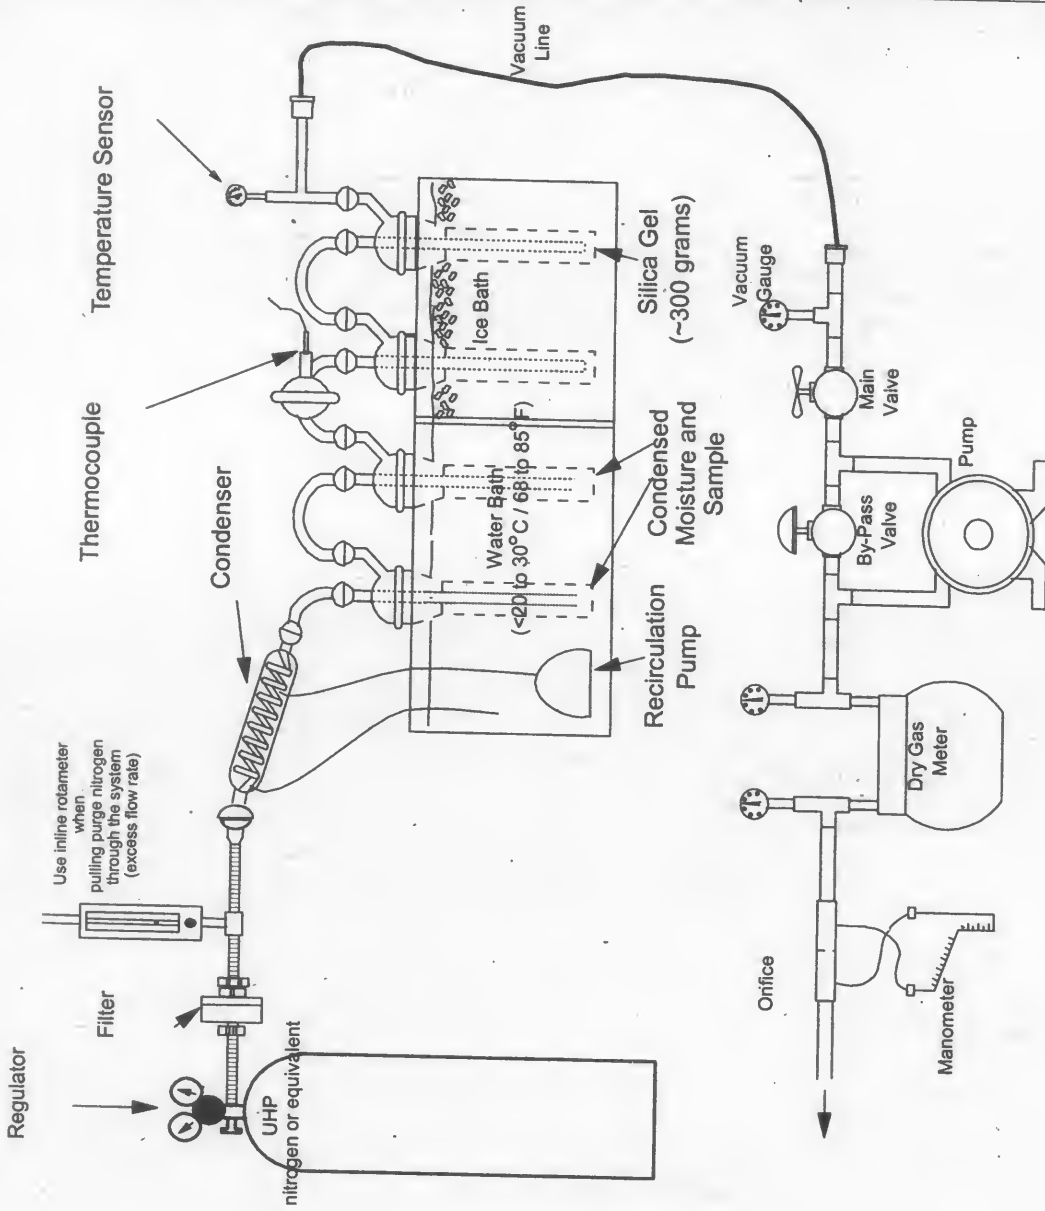 Regulator
Filter
Use inline rotameter
when
pulling purge nitrogen
through the system
(excess flow rate)
Condenser
Thermocouple
Temperature Sensor
UHP
nitrogen or equivalent
Water Bath
(<20 to 30°C / 68 to 85°F)
Ice Bath
Vacuum
Line
Recirculation
Pump
Condensed
Moisture and
Sample
Silica Gel
(~300 grams)
Vacuum
Gauge
Main
Valve
By-Pass
Valve
Pump
Dry Gas
Meter
Orifice
Manometer